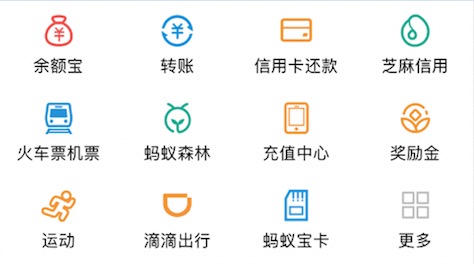 余额宝 转账 信用卡还款 芝麻信用
火车票机票 蚂蚁森林 充值中心 奖励金
运动 滴滴出行 蚂蚁宝卡 更多